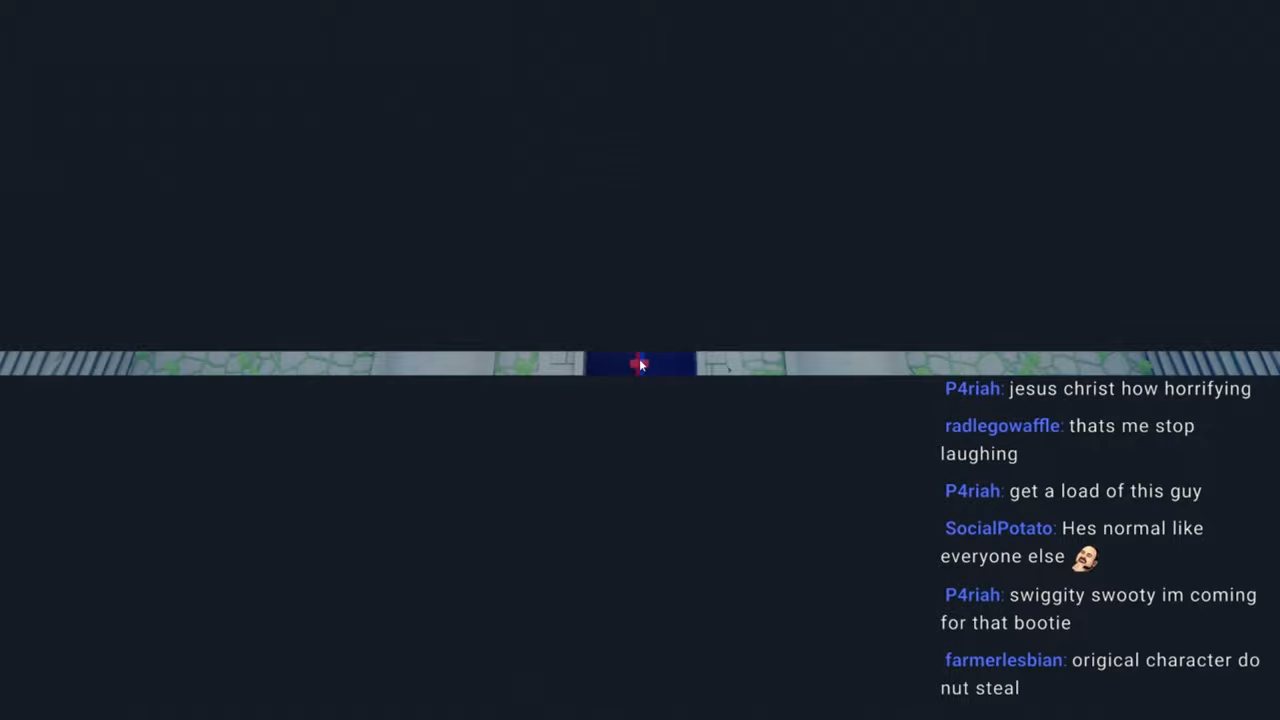 P4riah: jesus christ how horrifying
radlegowaffle: thats me stop
laughing
P4riah: get a load of this guy
SocialPotato: Hes normal like
everyone else
P4riah: swiggity swooty im coming
for that bootie
farmerlesbian: origical character do
nut steal